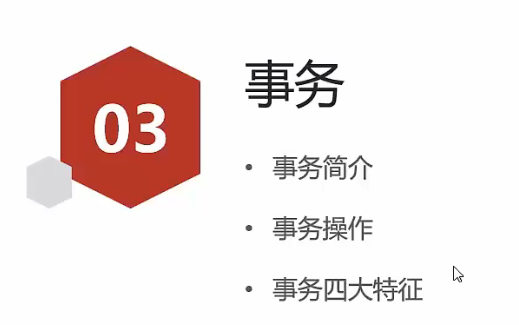 03
事务
• 事务简介
• 事务操作
• 事务四大特征